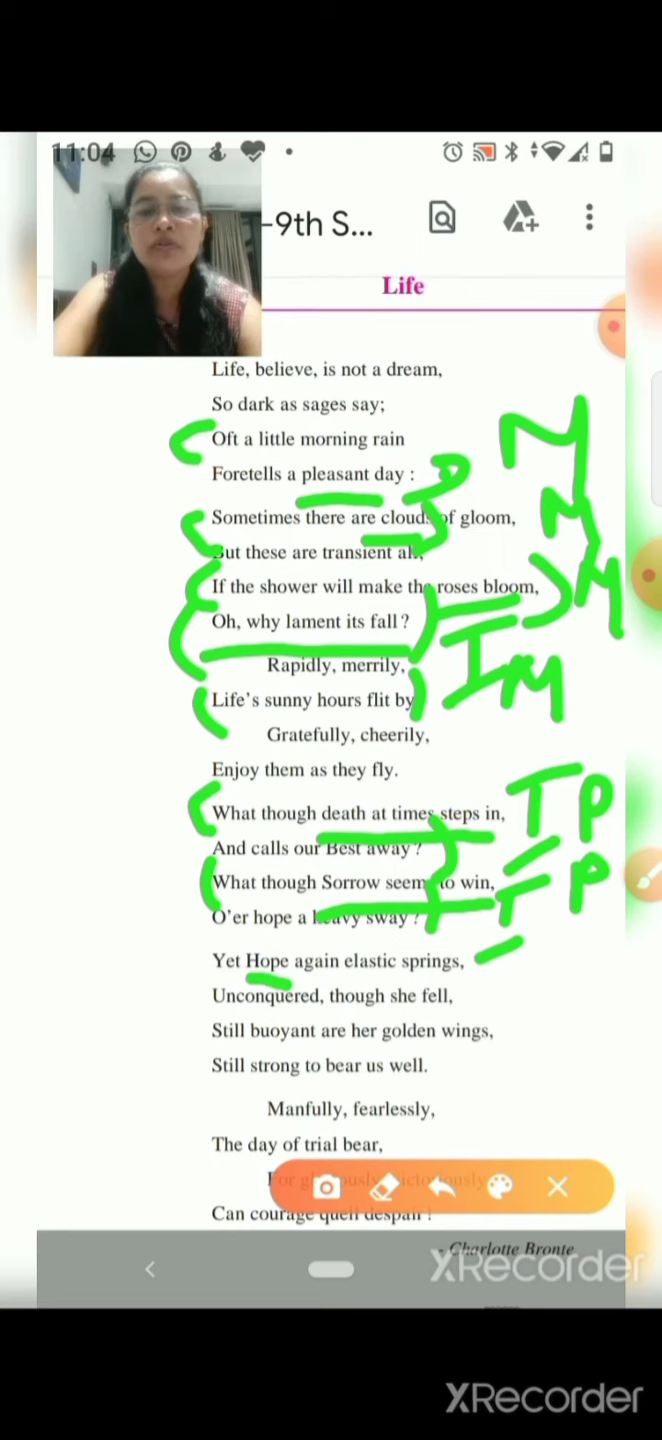 11:04
-9th S...
Life
Life, believe, is not a dream,
So dark as sages say;
Oft a little morning rain
Foretells a pleasant day :
Sometimes there are clouds of gloom,
But these are transient all;
If the shower will make the roses bloom,
Oh, why lament its fall?
Rapidly, merrily,
Life's sunny hours flit by
Gratefully, cheerily,
Enjoy them as they fly.
What though death at times steps in,
And calls our Best away?
What though Sorrow seem to win,
O'er hope a heavy sway?
Yet Hope again elastic springs,
Unconquered, though she fell,
Still buoyant are her golden wings,
Still strong to bear us well.
Manfully, fearlessly,
The day of trial bear,
For gloriously, victoriously
Can courage quell despair !
- Charlotte Bronte
XRecorder
XRecorder